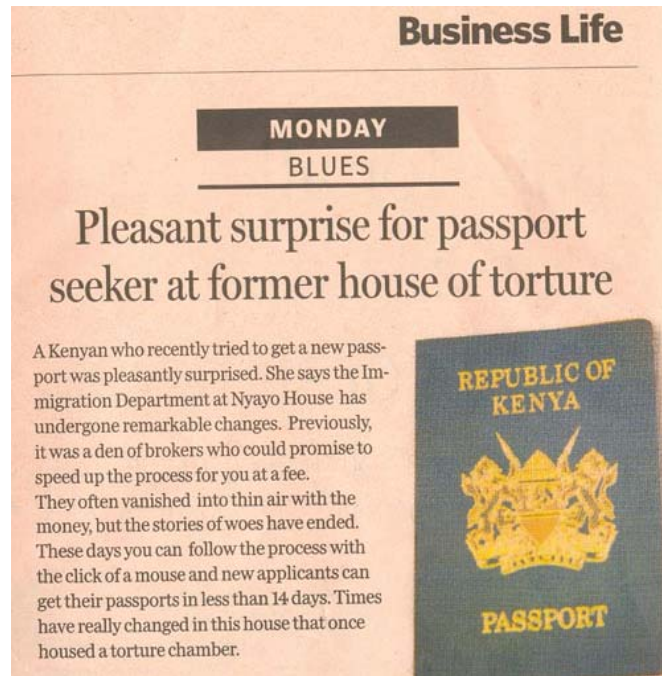 Business Life
MONDAY
BLUES
Pleasant surprise for passport
seeker at former house of torture
A Kenyan who recently tried to get a new pass-
port was pleasantly surprised. She says the Im-
migration Department at Nyayo House has
undergone remarkable changes. Previously,
it was a den of brokers who could promise to
speed up the process for you at a fee.
They often vanished into thin air with the
money, but the stories of woes have ended.
These days you can follow the process with
the click of a mouse and new applicants can
get their passports in less than 14 days. Times
have really changed in this house that once
housed a torture chamber.
REPUBLIC OF
KENYA
PASSPORT